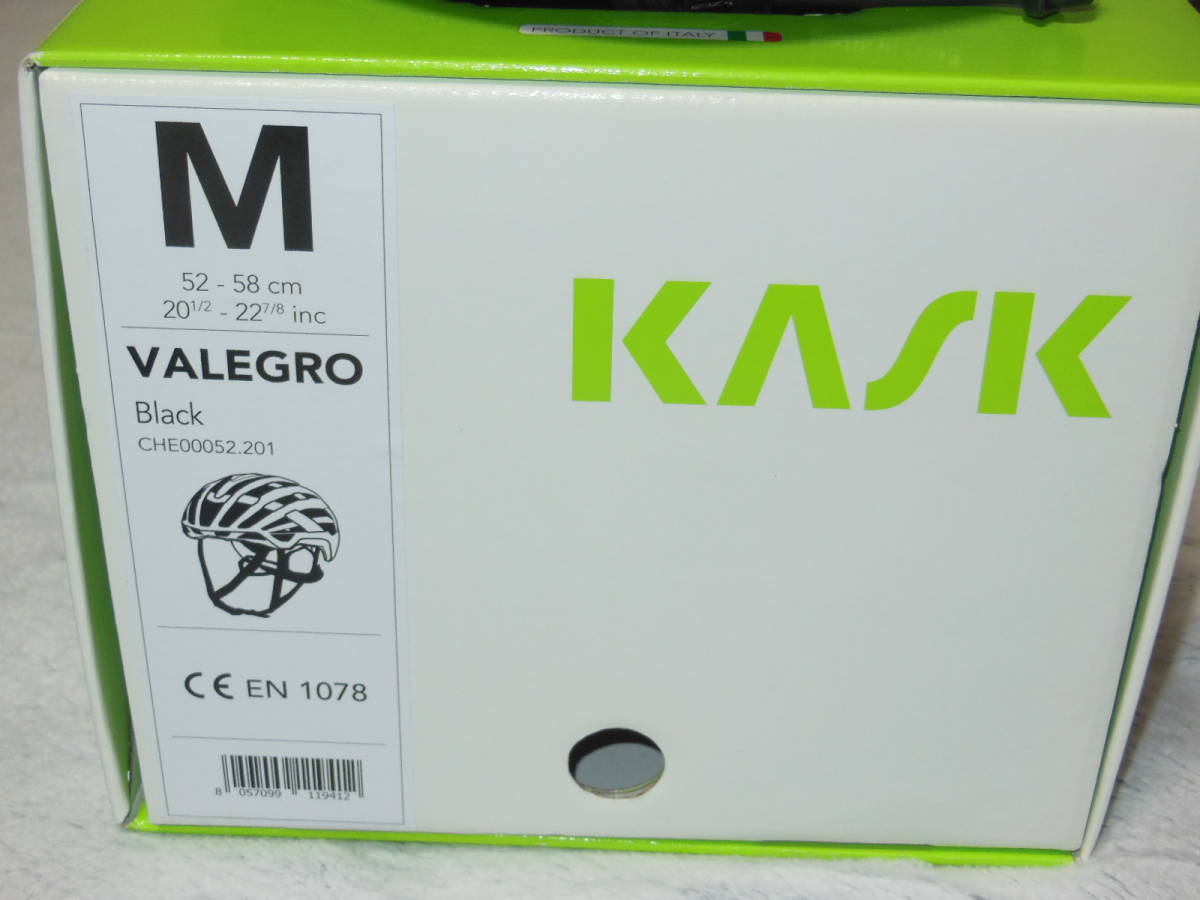 PRODUCT OF ITALY
M
52 - 58 cm
20 1/2 - 22 7/8 inc
VALEGRO
Black
CHE00052.201
CE EN 1078
8 057099 119412
KASK